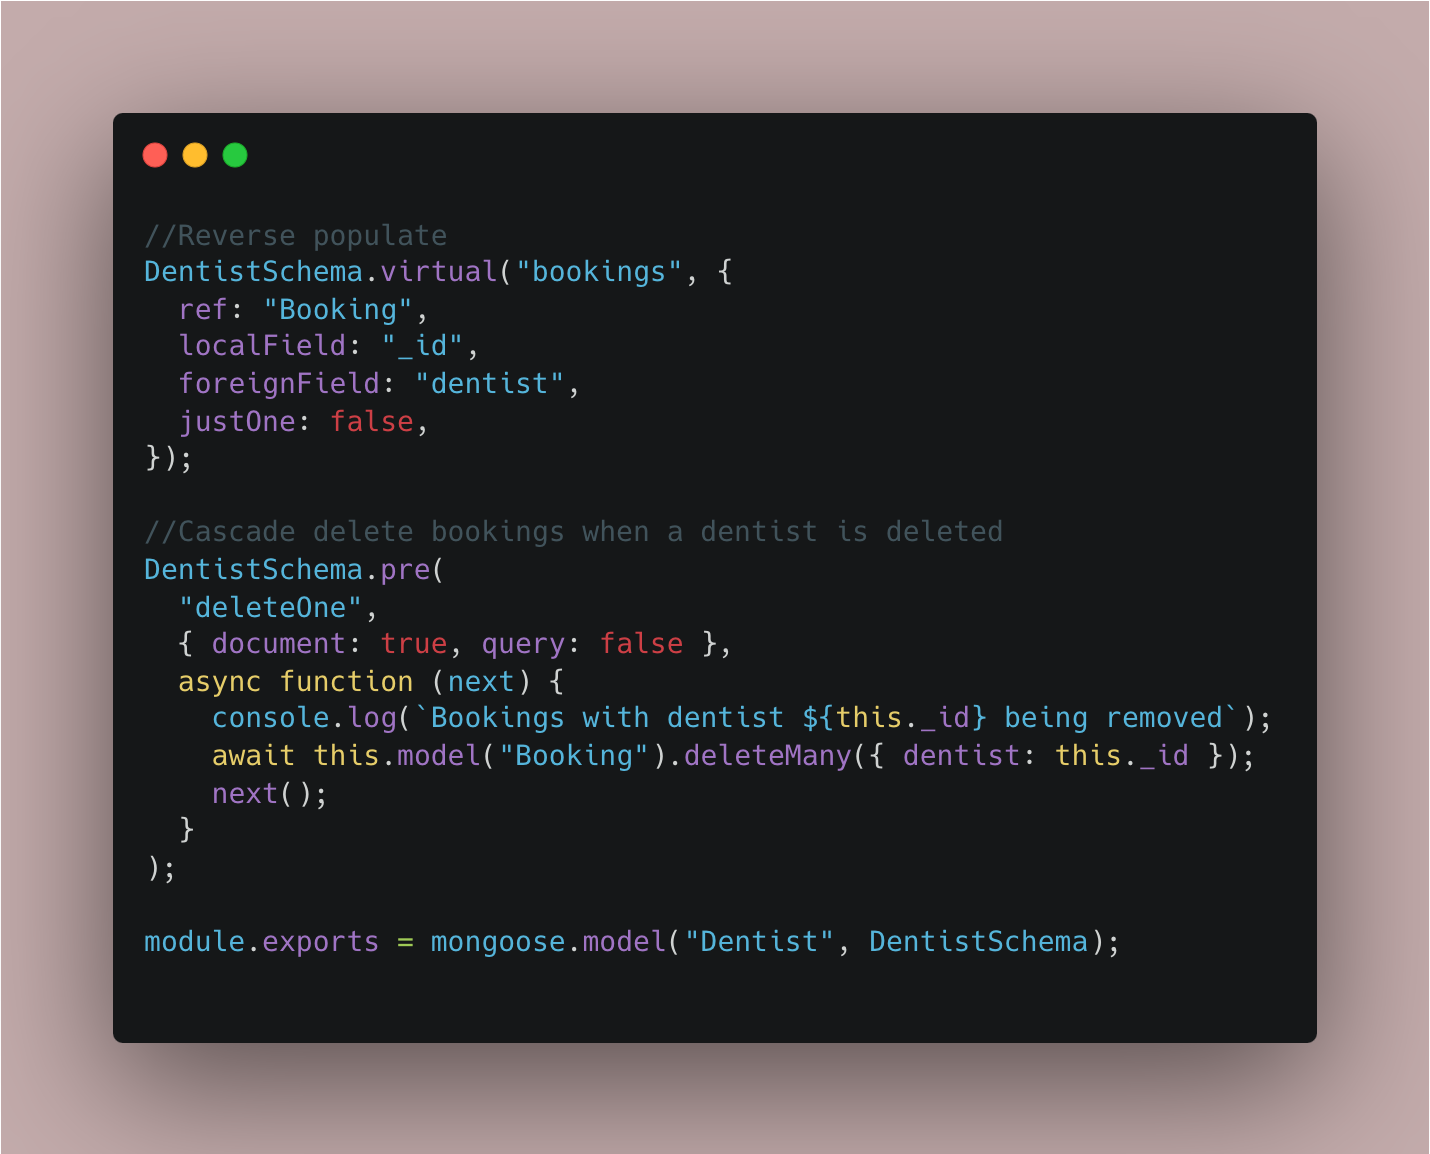 //Reverse populate
DentistSchema.virtual("bookings", {
  ref: "Booking",
  localField: "_id",
  foreignField: "dentist",
  justOne: false,
});

//Cascade delete bookings when a dentist is deleted
DentistSchema.pre(
  "deleteOne",
  { document: true, query: false },
  async function (next) {
    console.log(`Bookings with dentist ${this._id} being removed`);
    await this.model("Booking").deleteMany({ dentist: this._id });
    next();
  }
);

module.exports = mongoose.model("Dentist", DentistSchema);